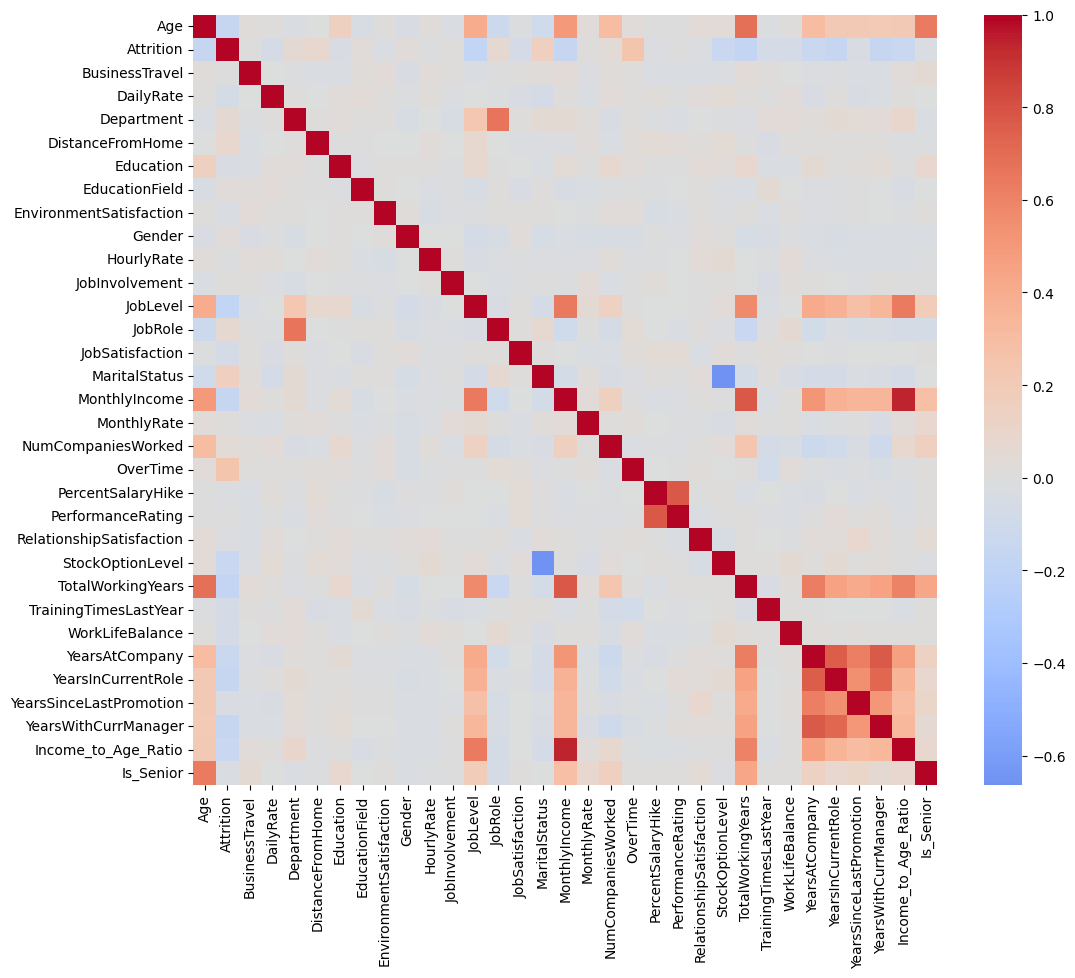 Age
Attrition
BusinessTravel
DailyRate
Department
DistanceFromHome
Education
EducationField
EnvironmentSatisfaction
Gender
HourlyRate
JobInvolvement
JobLevel
JobRole
JobSatisfaction
MaritalStatus
MonthlyIncome
MonthlyRate
NumCompaniesWorked
OverTime
PercentSalaryHike
PerformanceRating
RelationshipSatisfaction
StockOptionLevel
TotalWorkingYears
TrainingTimesLastYear
WorkLifeBalance
YearsAtCompany
YearsInCurrentRole
YearsSinceLastPromotion
YearsWithCurrManager
Income_to_Age_Ratio
Is_Senior
Age
Attrition
BusinessTravel
DailyRate
Department
DistanceFromHome
Education
EducationField
EnvironmentSatisfaction
Gender
HourlyRate
JobInvolvement
JobLevel
JobRole
JobSatisfaction
MaritalStatus
MonthlyIncome
MonthlyRate
NumCompaniesWorked
OverTime
PercentSalaryHike
PerformanceRating
RelationshipSatisfaction
StockOptionLevel
TotalWorkingYears
TrainingTimesLastYear
WorkLifeBalance
YearsAtCompany
YearsInCurrentRole
YearsSinceLastPromotion
YearsWithCurrManager
Income_to_Age_Ratio
Is_Senior
1.0
0.8
0.6
0.4
0.2
0.0
−0.2
−0.4
−0.6